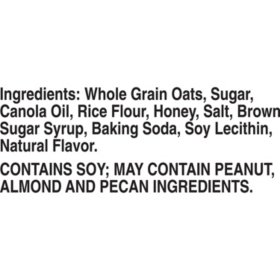 Ingredients: Whole Grain Oats, Sugar,
Canola Oil, Rice Flour, Honey, Salt, Brown
Sugar Syrup, Baking Soda, Soy Lecithin,
Natural Flavor.
CONTAINS SOY; MAY CONTAIN PEANUT,
ALMOND AND PECAN INGREDIENTS.